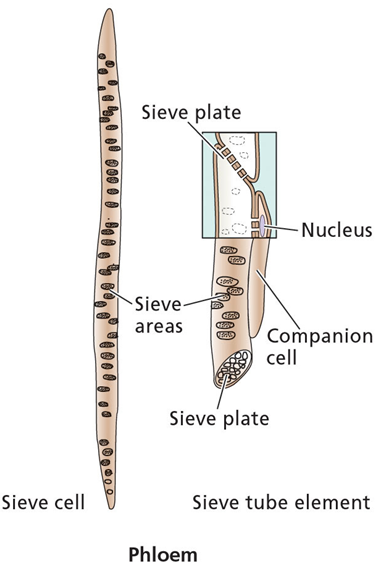 Sieve plate
Nucleus
Sieve
areas
Companion
cell
Sieve plate
Sieve cell
Sieve tube element
Phloem